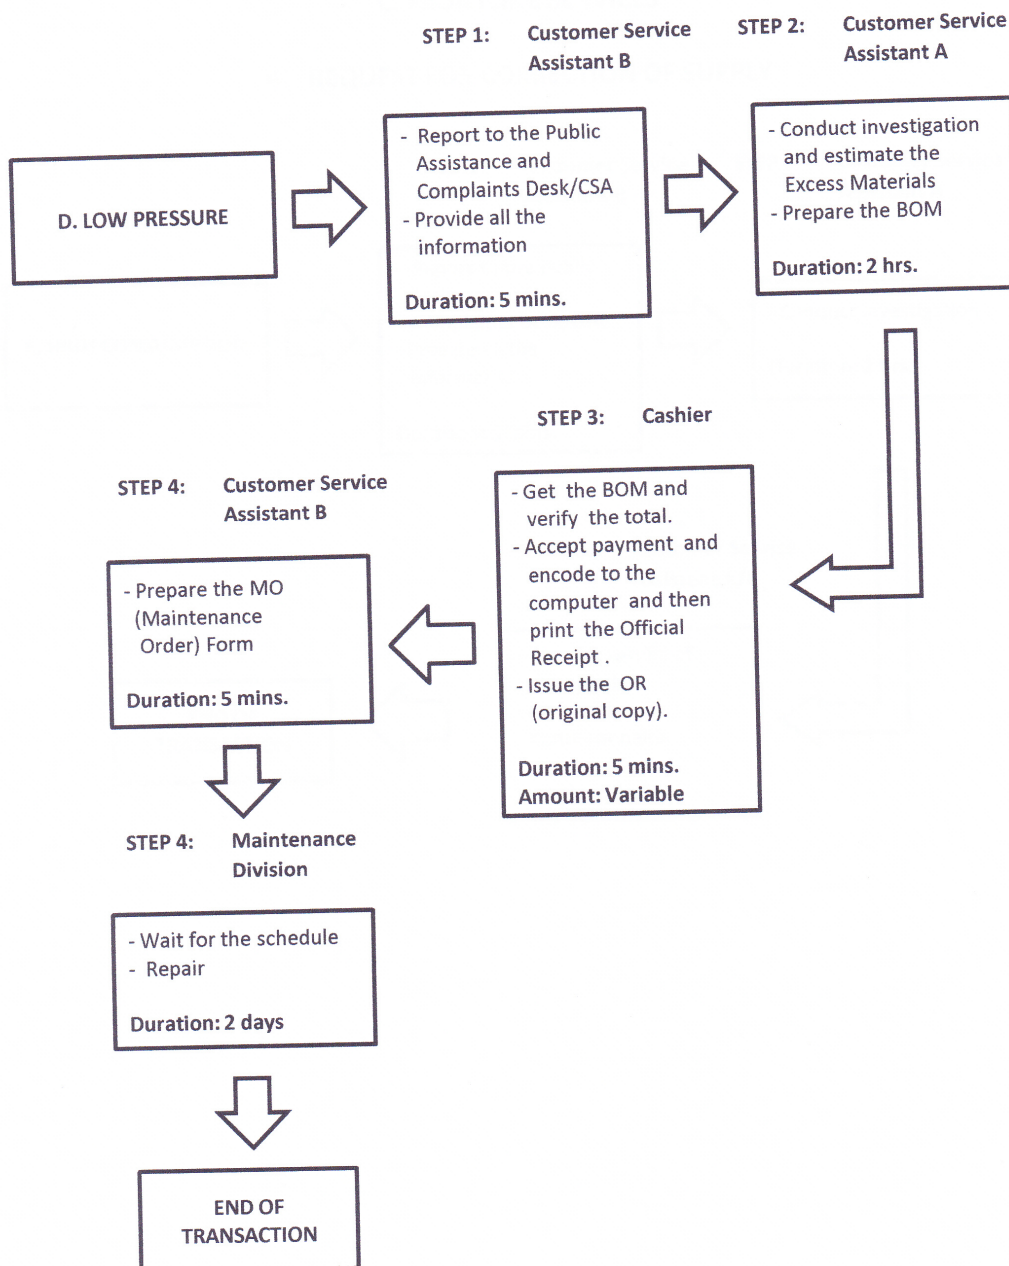 STEP 1: Customer Service
Assistant B
STEP 2: Customer Service
Assistant A
D. LOW PRESSURE
- Report to the Public
Assistance and
Complaints Desk/CSA
- Provide all the
information
Duration: 5 mins.
- Conduct investigation
and estimate the
Excess Materials
- Prepare the BOM
Duration: 2 hrs.
STEP 3: Cashier
- Get the BOM and
verify the total.
- Accept payment and
encode to the
computer and then
print the Official
Receipt .
- Issue the OR
(original copy).
Duration: 5 mins.
Amount: Variable
STEP 4: Customer Service
Assistant B
- Prepare the MO
(Maintenance
Order) Form
Duration: 5 mins.
STEP 4: Maintenance
Division
- Wait for the schedule
- Repair
Duration: 2 days
END OF
TRANSACTION